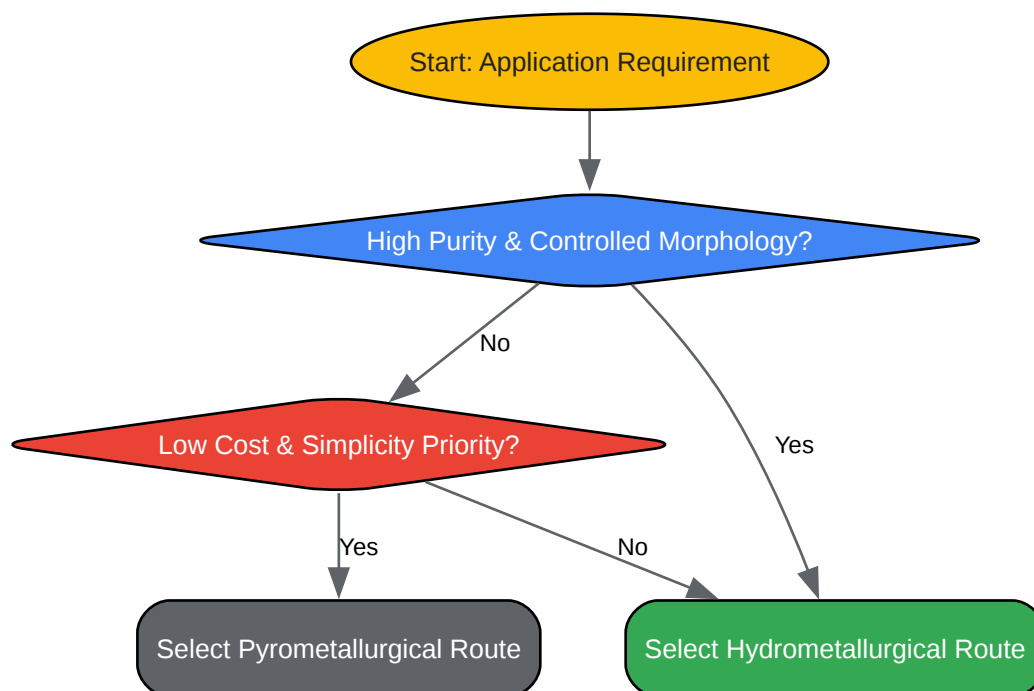 Start: Application Requirement
High Purity & Controlled Morphology?
No
Yes
Low Cost & Simplicity Priority?
Yes
No
Select Pyrometallurgical Route
Select Hydrometallurgical Route